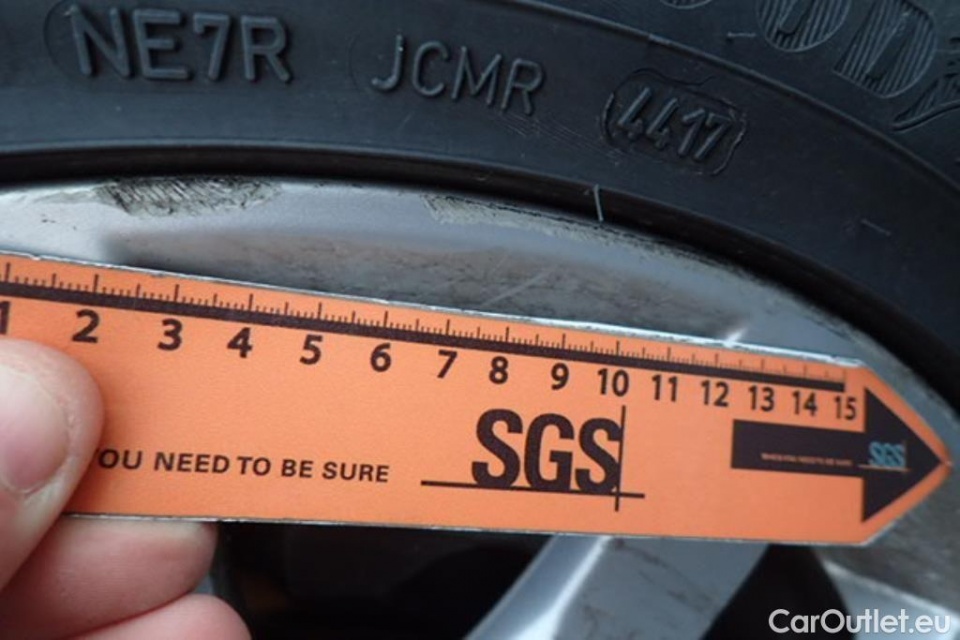 NE7R JCMR 4417
1 2 3 4 5 6 7 8 9 10 11 12 13 14 15
YOU NEED TO BE SURE
SGS
SGS
CarOutlet.eu